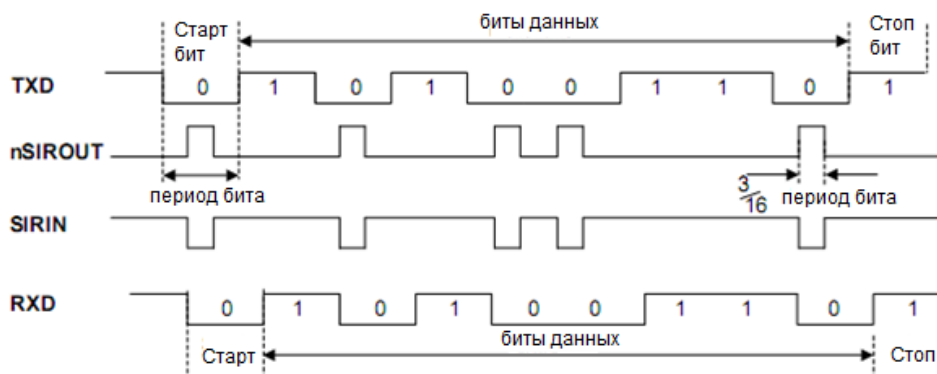 Старт бит
биты данных
Стоп бит
TXD 0 1 0 1 0 0 1 1 0 1
nSIROUT
период бита
3/16 период бита
SIRIN
RXD 0 1 0 1 0 0 1 1 0 1
Старт
биты данных
Стоп